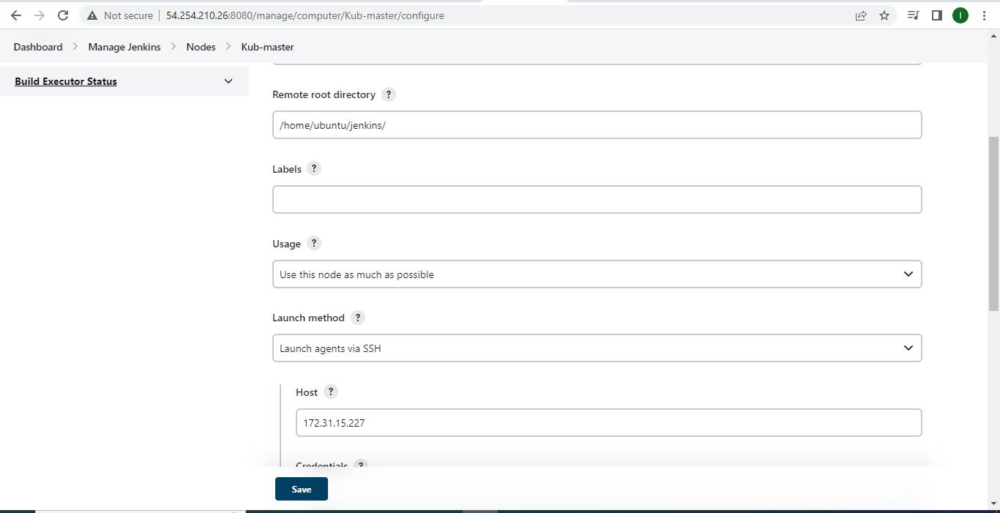 Not secure
54.254.210.26:8080/manage/computer/Kub-master/configure
I
Dashboard > Manage Jenkins > Nodes > Kub-master
Build Executor Status
Remote root directory ?
/home/ubuntu/jenkins/
Labels ?
Usage ?
Use this node as much as possible
Launch method ?
Launch agents via SSH
Host ?
172.31.15.227
Credentials ?
Save